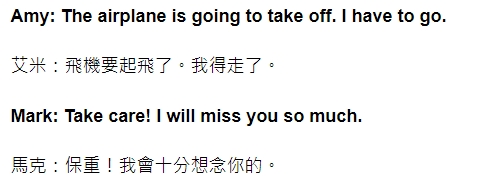 Amy: The airplane is going to take off. I have to go.
艾米：飛機要起飛了。我得走了。
Mark: Take care! I will miss you so much.
馬克：保重！我會十分想念你的。